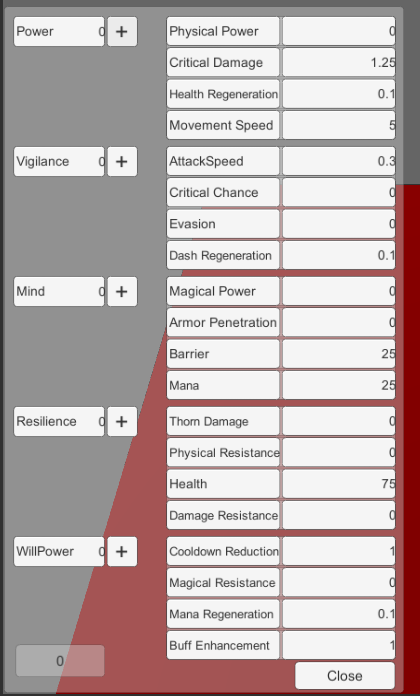 Power 0 + Physical Power 0
Critical Damage 1.25
Health Regeneration 0.1
Movement Speed 5
Vigilance 0 + AttackSpeed 0.3
Critical Chance 0
Evasion 0
Dash Regeneration 0.1
Mind 0 + Magical Power 0
Armor Penetration 0
Barrier 25
Mana 25
Resilience 0 + Thorn Damage 0
Physical Resistance 0
Health 75
Damage Resistance 0
WillPower 0 + Cooldown Reduction 1
Magical Resistance 0
Mana Regeneration 0.1
Buff Enhancement 1
0
Close